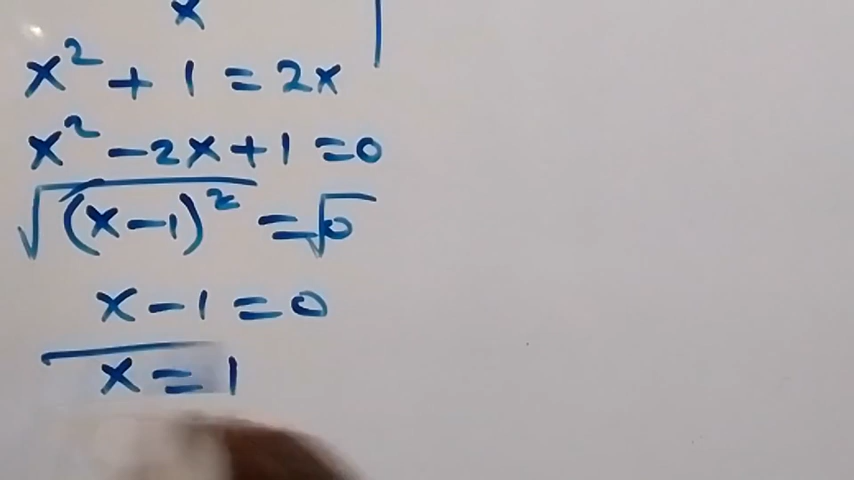 x
x² + 1 = 2x
x² - 2x + 1 = 0
√(x - 1)² = √0
x - 1 = 0
x = 1